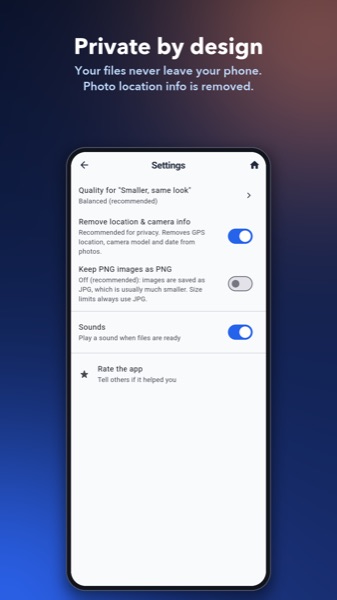 Private by design
Your files never leave your phone.
Photo location info is removed.
Settings
Quality for "Smaller, same look"
Balanced (recommended)
Remove location & camera info
Recommended for privacy. Removes GPS
location, camera model and date from
photos.
Keep PNG images as PNG
Off (recommended): images are saved as
JPG, which is usually much smaller. Size
limits always use JPG.
Sounds
Play a sound when files are ready
Rate the app
Tell others if it helped you